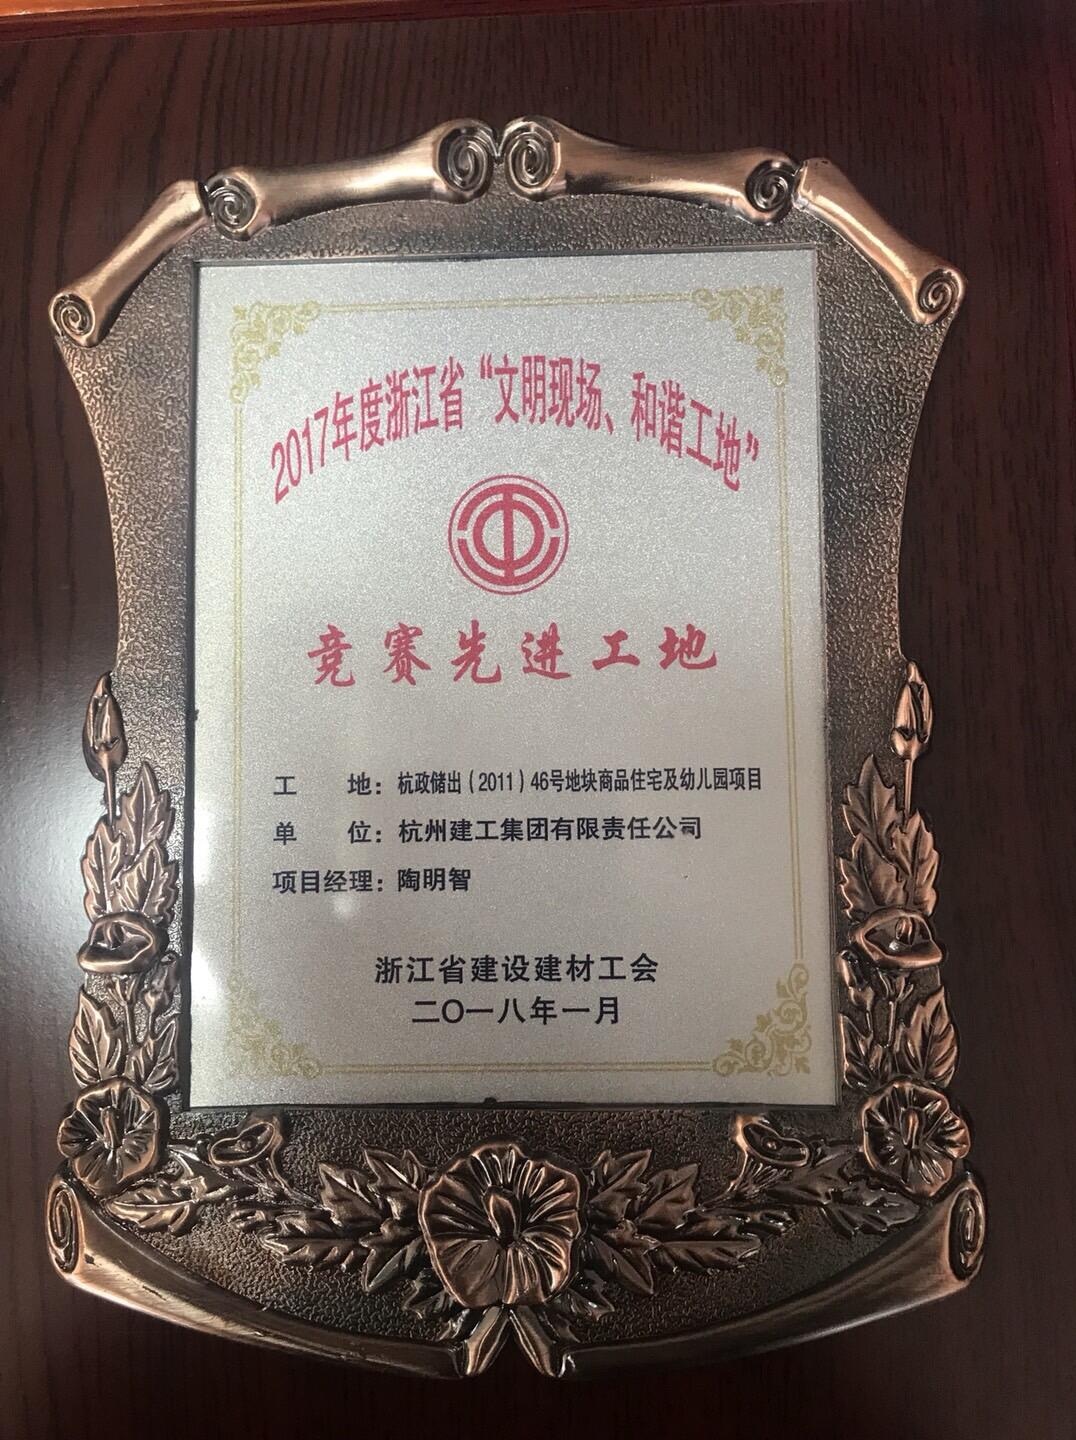 2017年度浙江省“文明现场、和谐工地”
竞赛先进工地
工 地：杭政储出（2011）46号地块商品住宅及幼儿园项目
单 位：杭州建工集团有限责任公司
项目经理：陶明智
浙江省建设建材工会
二〇一八年一月